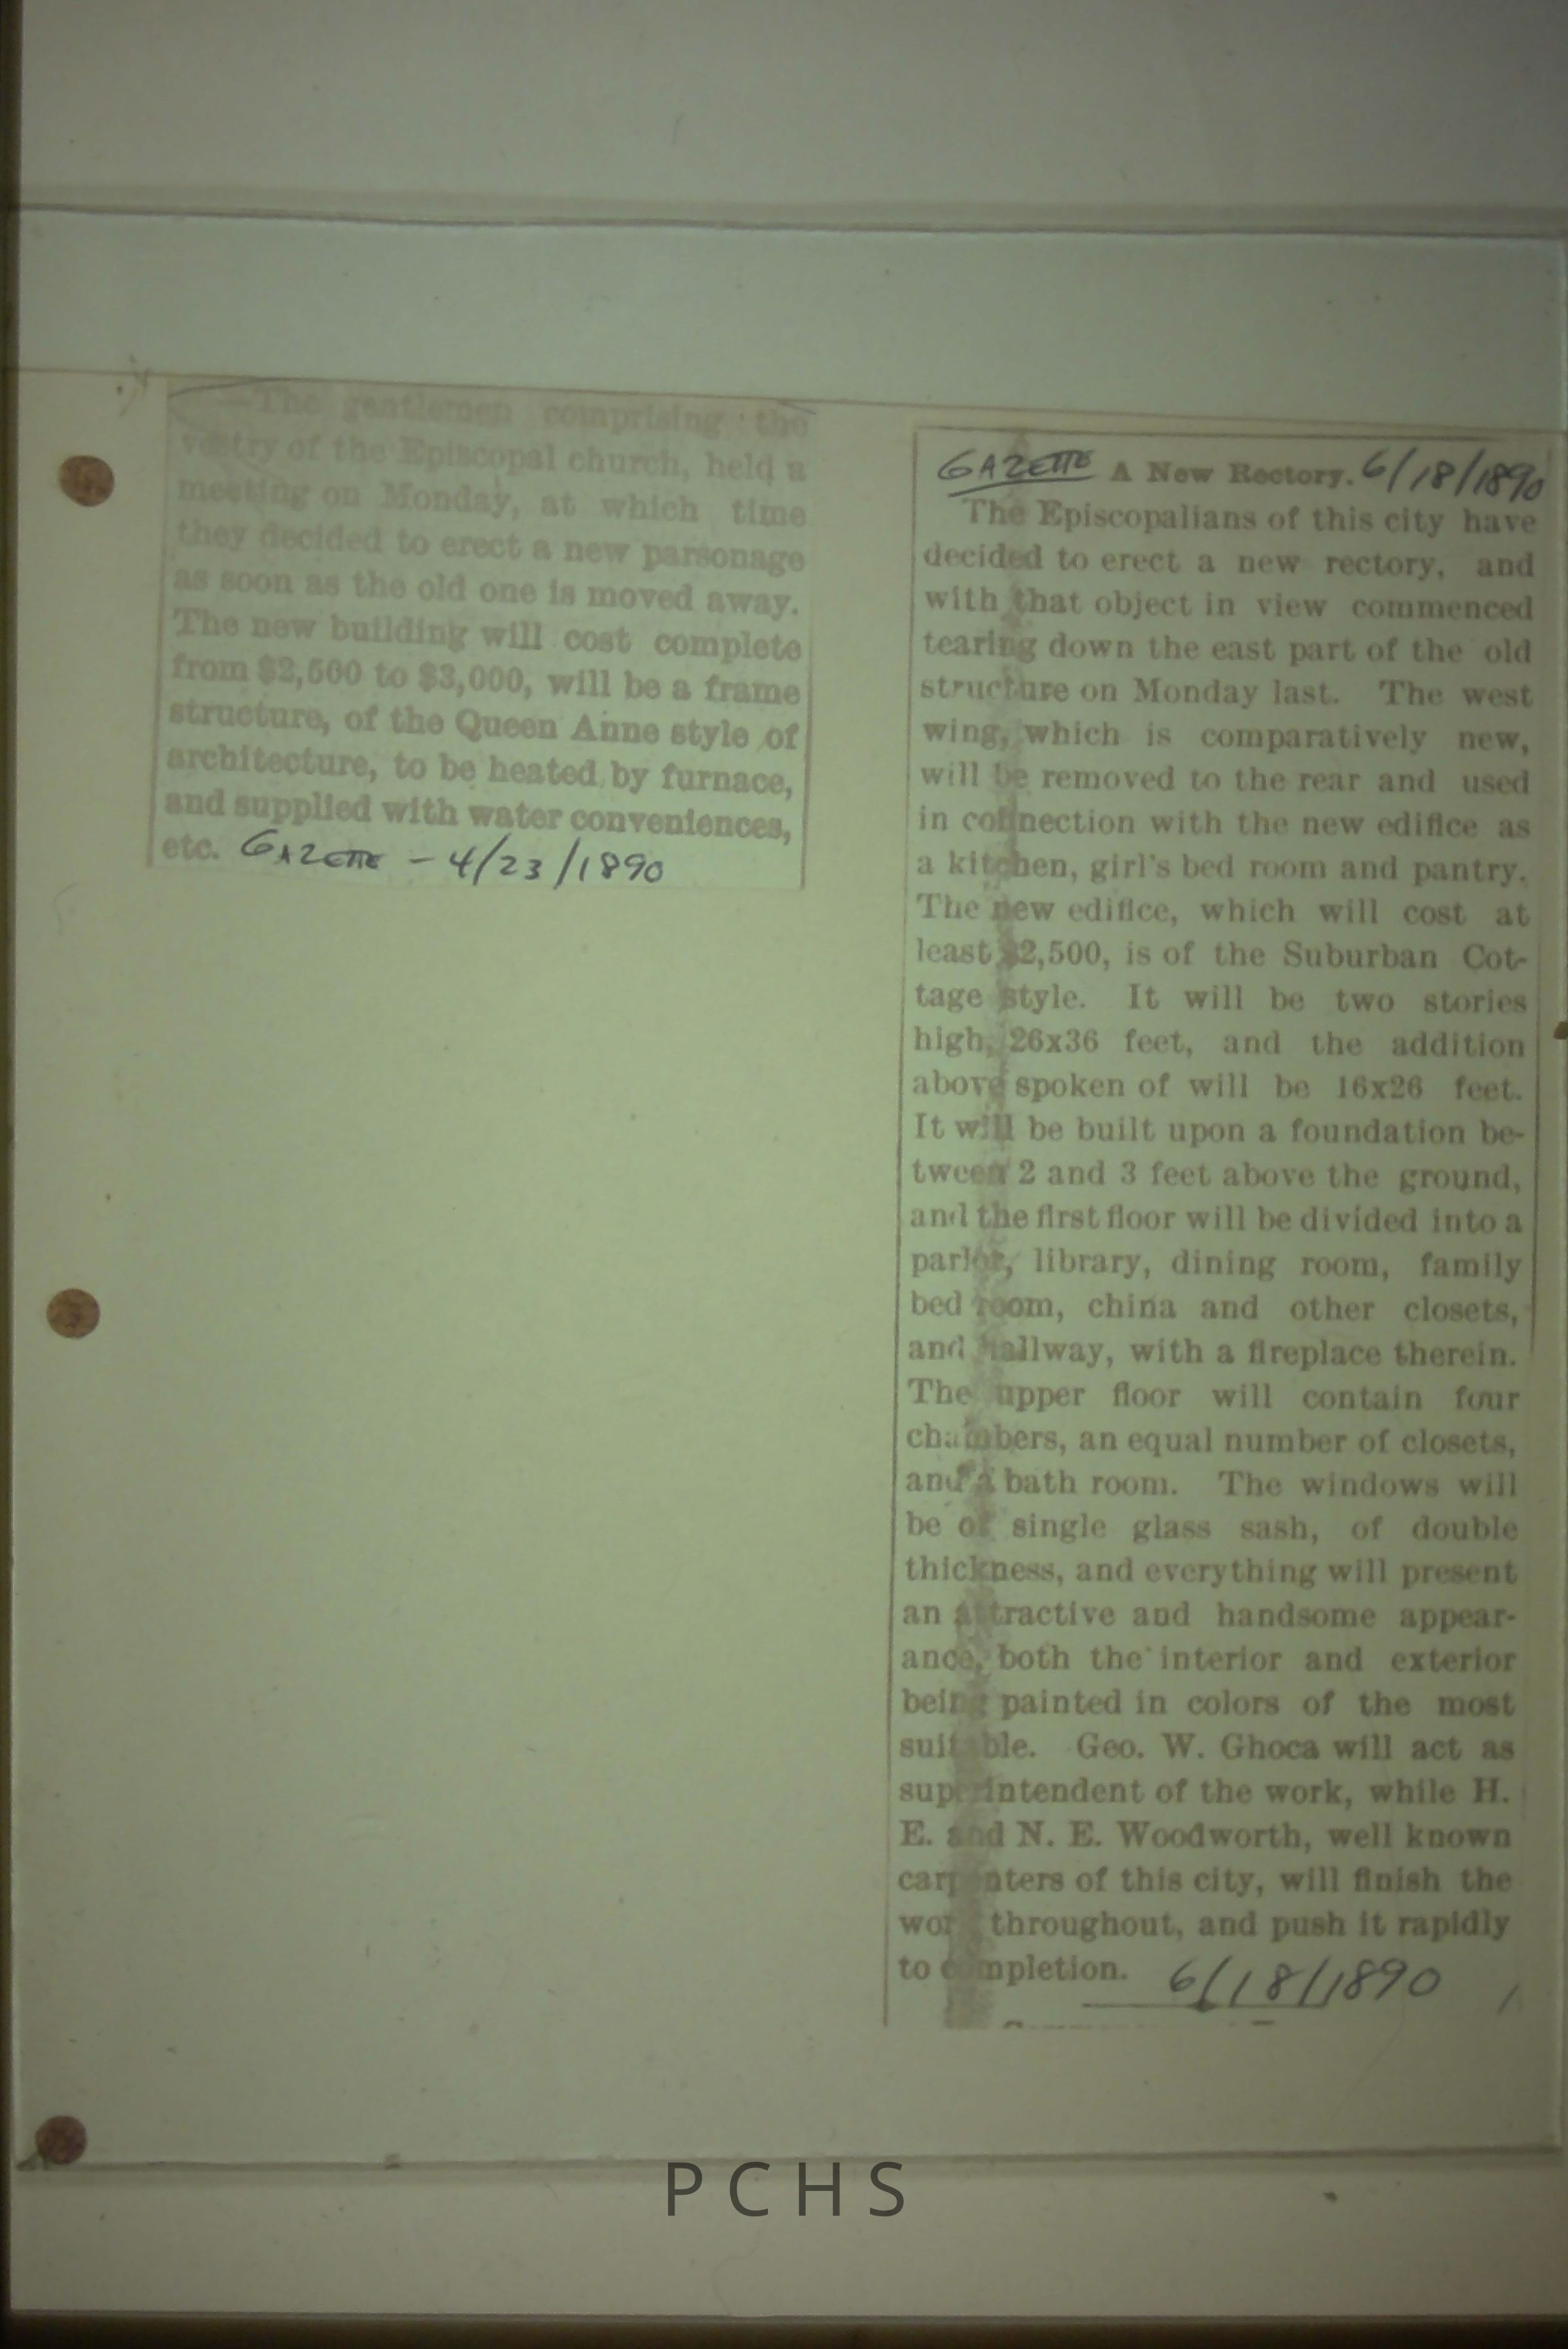 —The gentlemen comprising the
vestry of the Episcopal church, held a
meeting on Monday, at which time
they decided to erect a new parsonage
as soon as the old one is moved away.
The new building will cost complete
from $2,500 to $3,000, will be a frame
structure, of the Queen Anne style of
architecture, to be heated by furnace,
and supplied with water conveniences,
etc. GAZETTE - 4/23/1890
GAZETTE A New Rectory. 6/18/1890
The Episcopalians of this city have
decided to erect a new rectory, and
with that object in view commenced
tearing down the east part of the old
structure on Monday last. The west
wing, which is comparatively new,
will be removed to the rear and used
in connection with the new edifice as
a kitchen, girl's bed room and pantry.
The new edifice, which will cost at
least $2,500, is of the Suburban Cot-
tage style. It will be two stories
high, 26x36 feet, and the addition
above spoken of will be 16x26 feet.
It will be built upon a foundation be-
tween 2 and 3 feet above the ground,
and the first floor will be divided into a
parlor, library, dining room, family
bed room, china and other closets,
and hallway, with a fireplace therein.
The upper floor will contain four
chambers, an equal number of closets,
and a bath room. The windows will
be of single glass sash, of double
thickness, and everything will present
an attractive and handsome appear-
ance, both the interior and exterior
being painted in colors of the most
suitable. Geo. W. Ghoca will act as
superintendent of the work, while H.
E. and N. E. Woodworth, well known
carpenters of this city, will finish the
work throughout, and push it rapidly
to completion. 6/18/1890
PCHS